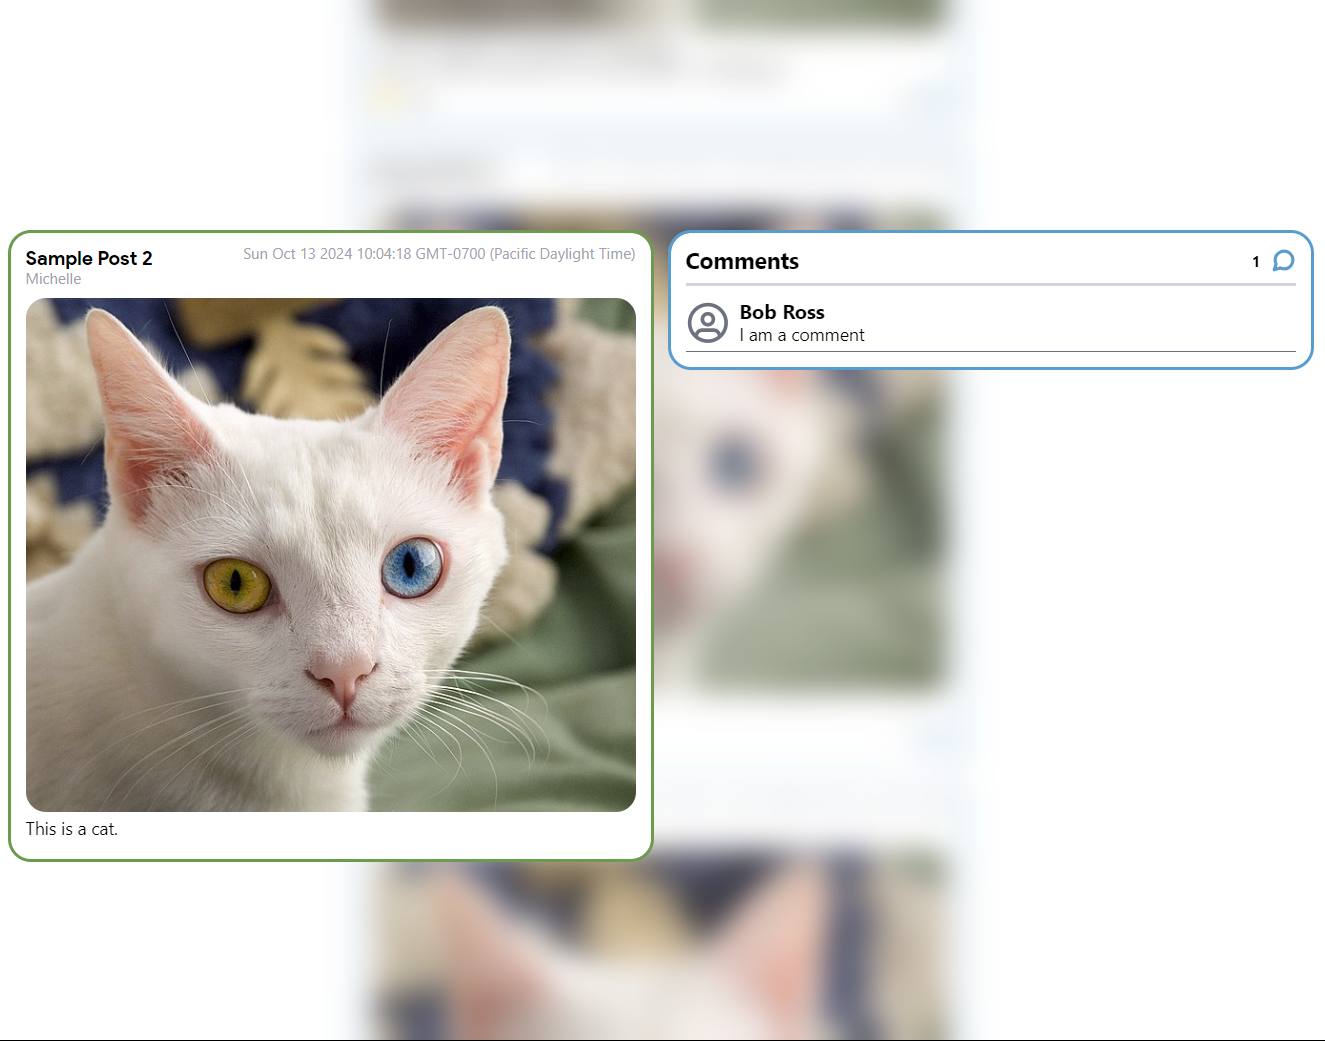 Sample Post 2
Sun Oct 13 2024 10:04:18 GMT-0700 (Pacific Daylight Time)
Michelle
This is a cat.
Comments
1
Bob Ross
I am a comment